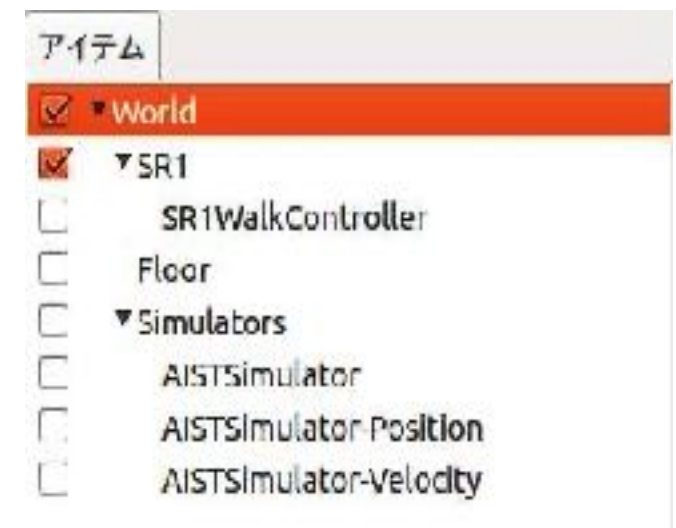 アイテム
World
SR1
SR1WalkController
Floor
Simulators
AISTSimulator
AISTSimulator-Position
AISTSimulator-Velocity